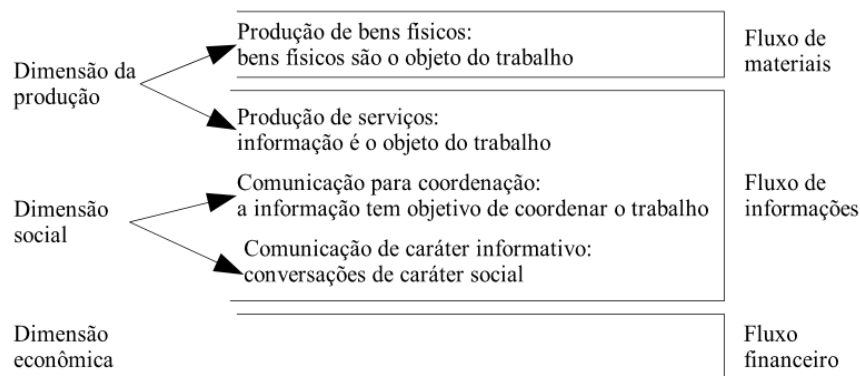 Dimensão da
produção
Produção de bens físicos:
bens físicos são o objeto do trabalho
Fluxo de
materiais
Produção de serviços:
informação é o objeto do trabalho
Dimensão
social
Comunicação para coordenação:
a informação tem objetivo de coordenar o trabalho
Comunicação de caráter informativo:
conversações de caráter social
Fluxo de
informações
Dimensão
econômica
Fluxo
financeiro